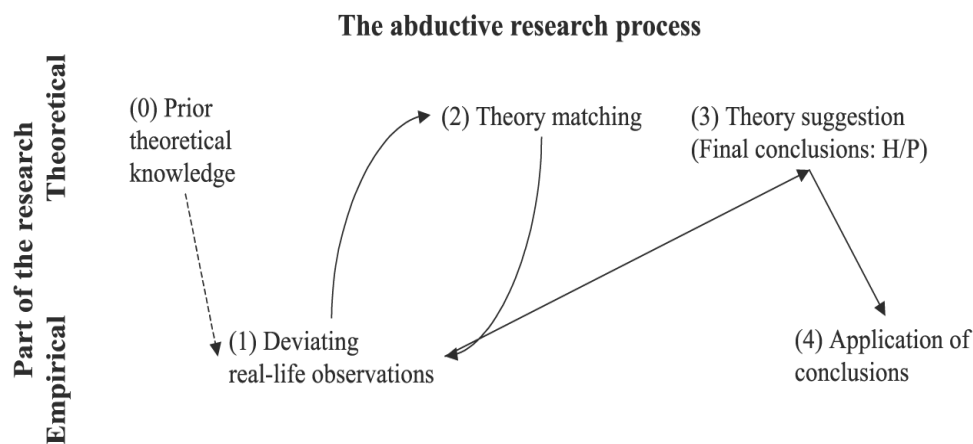 The abductive research process
Part of the research
Theoretical
Empirical
(0) Prior
theoretical
knowledge
(2) Theory matching
(3) Theory suggestion
(Final conclusions: H/P)
(1) Deviating
real-life observations
(4) Application of
conclusions